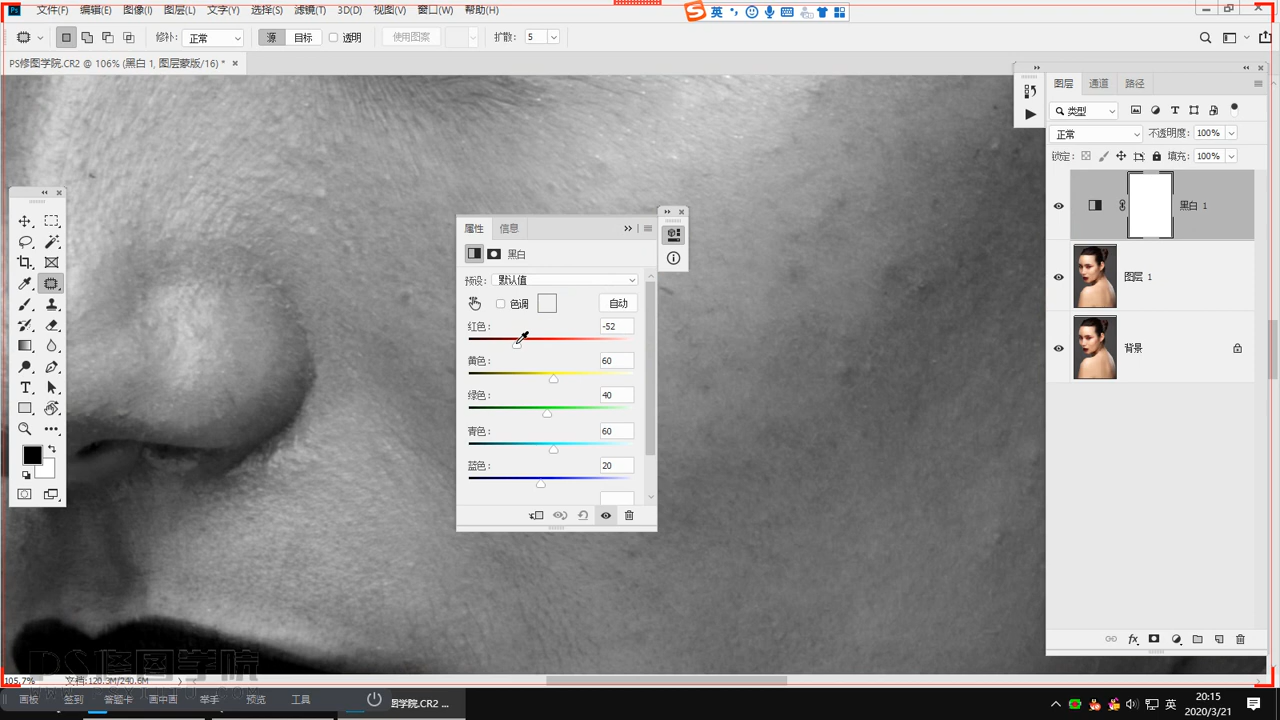 文件(F) 编辑(E) 图像(I) 图层(L) 文字(Y) 选择(S) 滤镜(T) 3D(D) 视图(V) 窗口(W) 帮助(H)
英
修补: 正常 源 目标 透明 使用图案 扩散: 5
PS修图学院.CR2 @ 106% (黑白 1, 图层蒙版/16) *
图层 通道 路径
类型
正常 不透明度: 100%
锁定: 填充: 100%
黑白 1
图层 1
背景
属性 信息
黑白
预设: 默认值
色调 自动
红色: -52
黄色: 60
绿色: 40
青色: 60
蓝色: 20
PS修图学院
105.7% 文档:120.3M/240.6M
画板 签到 答题卡 画中画 举手 预览 工具
图学院.CR2 ...
英
20:15
2020/3/21